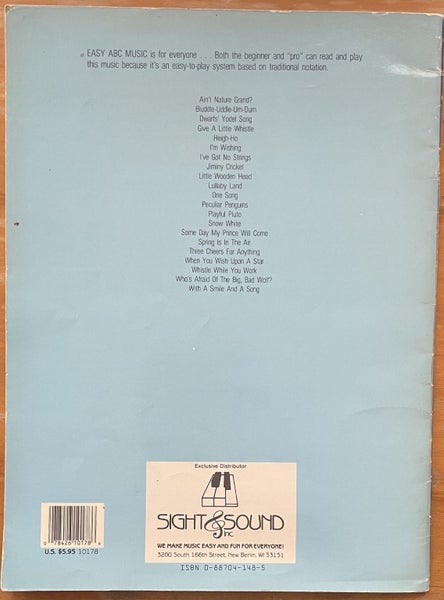 EASY ABC MUSIC is for everyone . . . Both the beginner and "pro" can read and play
this music because it's an easy-to-play system based on traditional notation.
Ain't Nature Grand?
Bluddle-Uddle-Um-Dum
Dwarfs' Yodel Song
Give A Little Whistle
Heigh-Ho
I'm Wishing
I've Got No Strings
Jiminy Cricket
Little Wooden Head
Lullaby Land
One Song
Peculiar Penguins
Playful Pluto
Snow White
Some Day My Prince Will Come
Spring Is In The Air
Three Cheers For Anything
When You Wish Upon A Star
Whistle While You Work
Who's Afraid Of The Big, Bad Wolf?
With A Smile And A Song
Exclusive Distributor
SIGHT & SOUND
Inc.
WE MAKE MUSIC EASY AND FUN FOR EVERYONE!
3200 South 166th Street, New Berlin, WI 53151
ISBN 0-88704-148-5
0 78426 10178 6
U.S. $5.95 10178